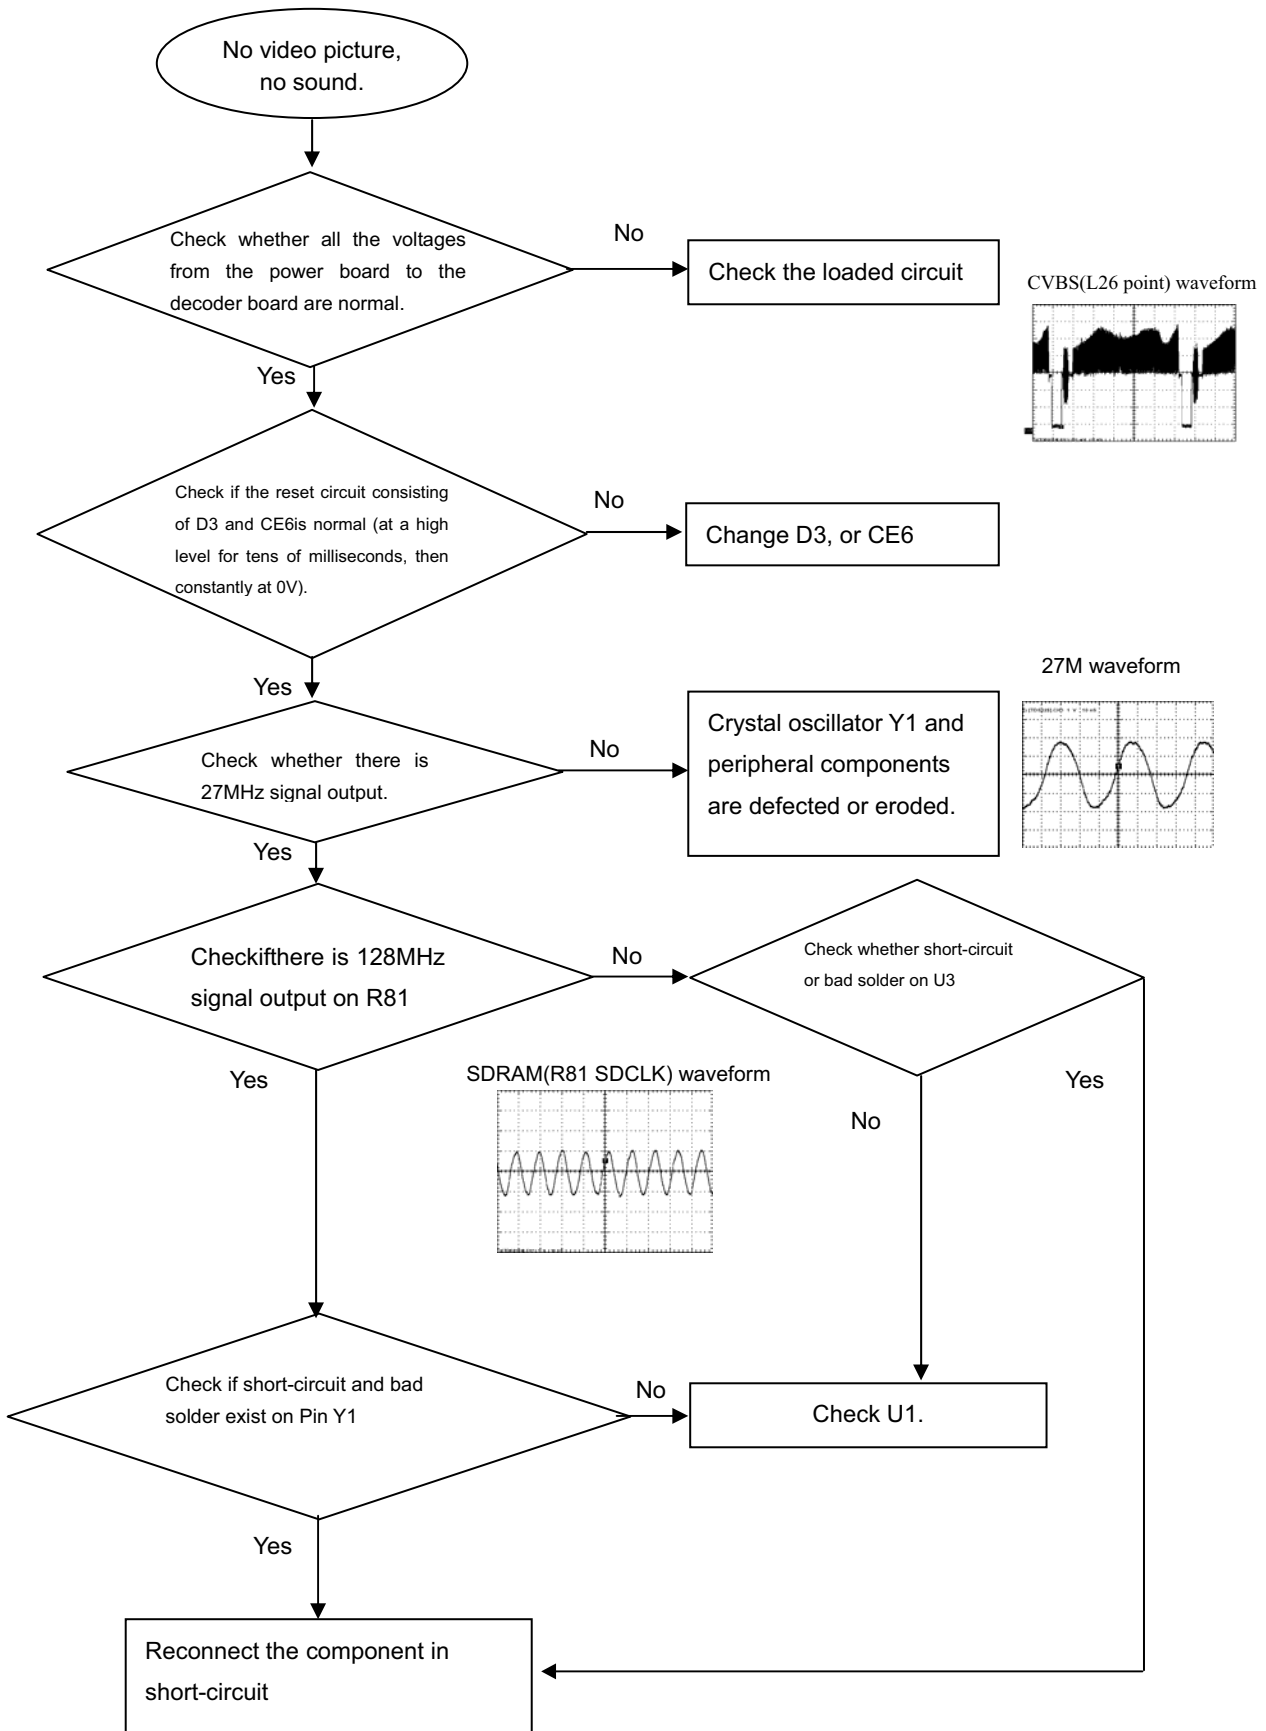 No video picture,
no sound.
Check whether all the voltages
from the power board to the
decoder board are normal.
No
Check the loaded circuit
CVBS(L26 point) waveform
Yes
Check if the reset circuit consisting
of D3 and CE6is normal (at a high
level for tens of milliseconds, then
constantly at 0V).
No
Change D3, or CE6
Yes
27M waveform
Check whether there is
27MHz signal output.
No
Crystal oscillator Y1 and
peripheral components
are defected or eroded.
Yes
Checkifthere is 128MHz
signal output on R81
No
Check whether short-circuit
or bad solder on U3
Yes
SDRAM(R81 SDCLK) waveform
Yes
No
Check if short-circuit and bad
solder exist on Pin Y1
No
Check U1.
Yes
Reconnect the component in
short-circuit